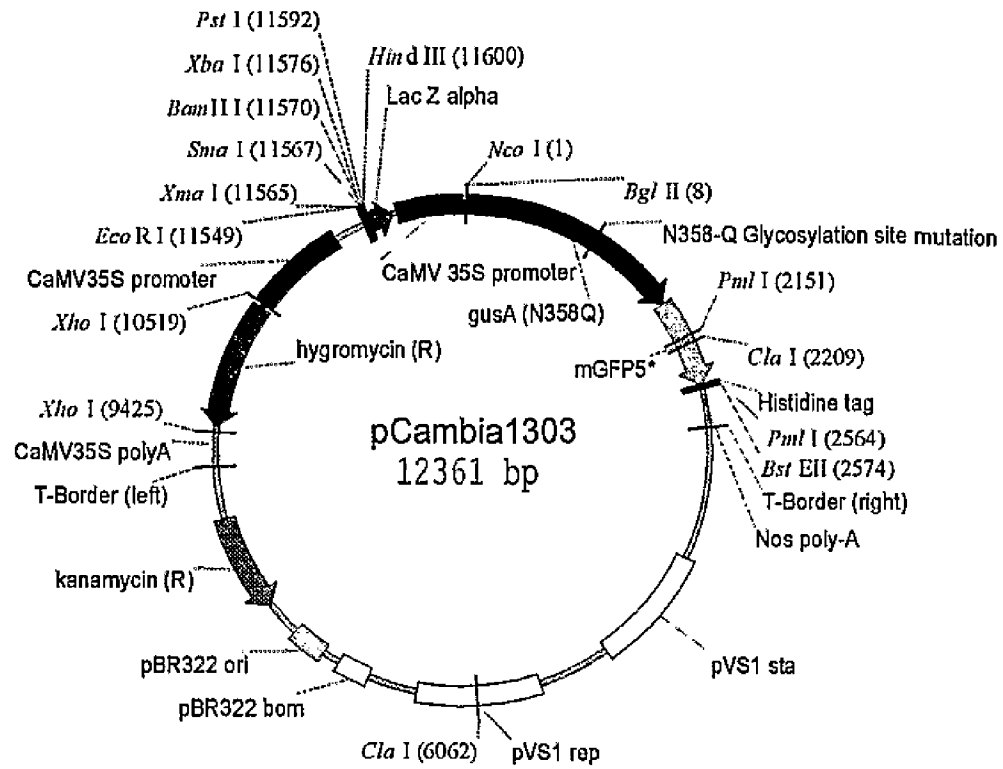 Pst I (11592)
Xba I (11576)
BamIII I (11570)
Sma I (11567)
Xma I (11565)
Eco R I (11549)
CaMV35S promoter
Xho I (10519)
hygromycin (R)
Xho I (9425)
CaMV35S polyA
T-Border (left)
kanamycin (R)
pBR322 ori
pBR322 bom
Cla I (6062)
pVS1 rep
pVS1 sta
Hind III (11600)
Lac Z alpha
Nco I (1)
Bgl II (8)
N358-Q Glycosylation site mutation
CaMV 35S promoter
gusA (N358Q)
Pml I (2151)
mGFP5*
Cla I (2209)
Histidine tag
Pml I (2564)
Bst EII (2574)
T-Border (right)
Nos poly-A
pCambia1303
12361 bp